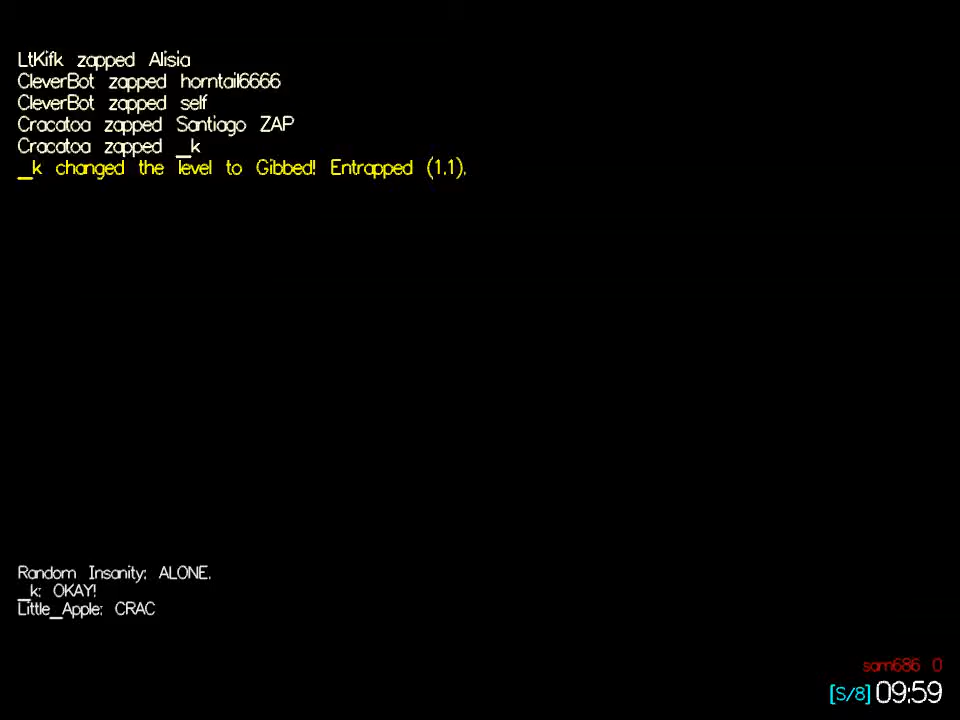 LtKifk zapped Alisia
CleverBot zapped horntail6666
CleverBot zapped self
Cracatoa zapped Santiago ZAP
Cracatoa zapped _k
_k changed the level to Gibbed! Entrapped (1.1).
Random Insanity: ALONE.
_k: OKAY!
Little_Apple: CRAC
sam686 0
[S/8] 09:59